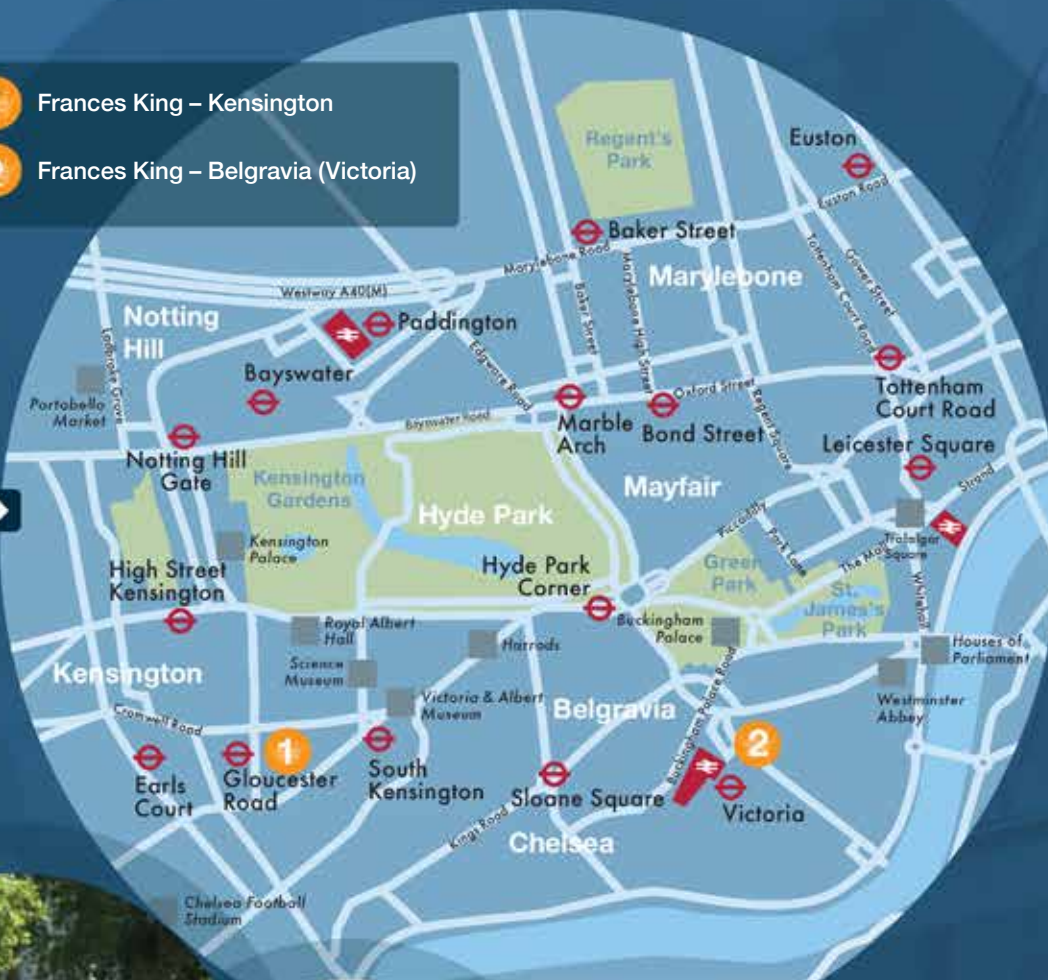 Frances King – Kensington
Frances King – Belgravia (Victoria)
Regent's
Park
Euston
Euston Road
Baker Street
Marylebone Road
Marylebone
Tottenham Court Road
Gower Street
Baker Street
Marylebone High Street
Westway A40(M)
Notting
Hill
Paddington
Ladbroke Grove
Edgware Road
Bayswater
Portobello
Market
Oxford Street
Regent Square
Tottenham
Court Road
Marble
Arch
Bond Street
Bayswater Road
Leicester Square
Notting Hill
Gate
Kensington
Gardens
Mayfair
Strand
Hyde Park
Piccadilly
Park Lane
Trafalgar
Square
The Mall
Kensington
Palace
High Street
Kensington
Hyde Park
Corner
Green
Park
St.
James's
Park
Whitehall
Buckingham
Palace
Royal Albert
Hall
Harrods
Houses of
Parliament
Science
Museum
Kensington
Victoria & Albert
Museum
Belgravia
Buckingham Palace Road
Westminster
Abbey
Cromwell Road
1
2
Earls
Court
Gloucester
Road
South
Kensington
Sloane Square
Victoria
Kings Road
Chelsea
Chelsea Football
Stadium